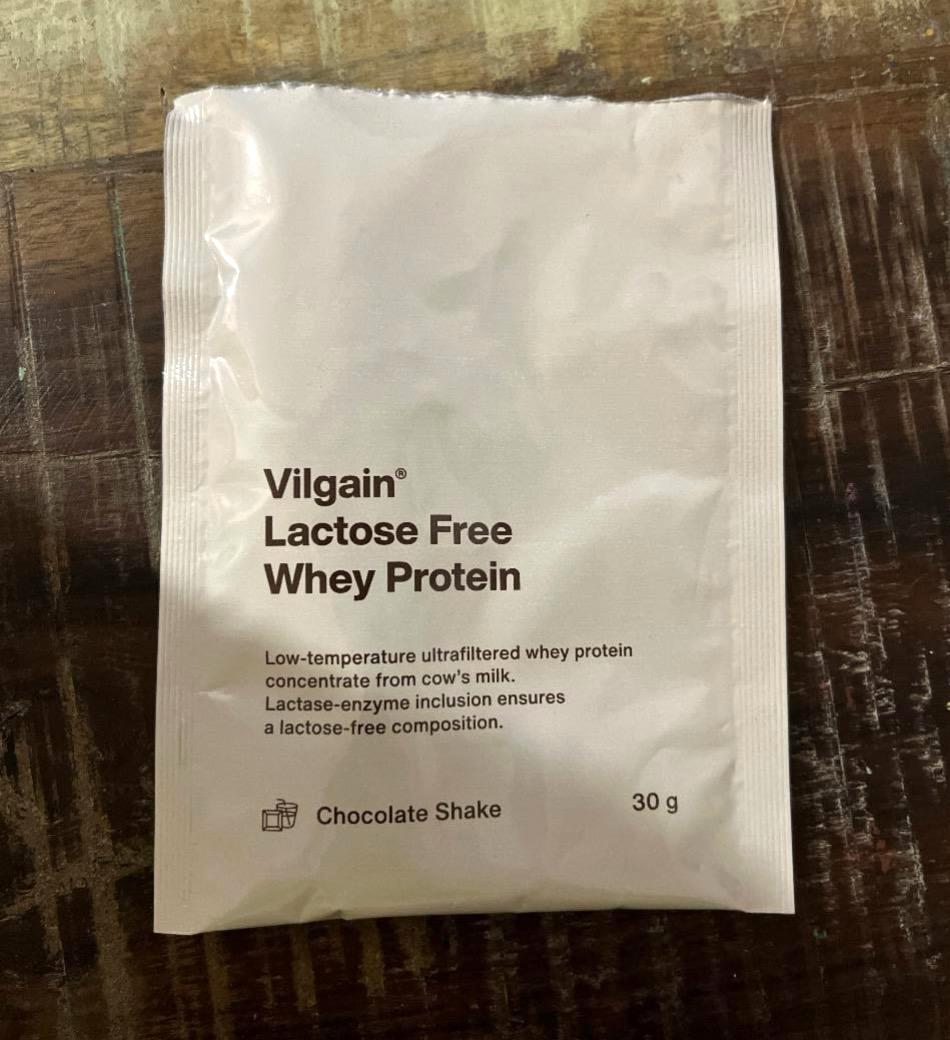 Vilgain®
Lactose Free
Whey Protein
Low-temperature ultrafiltered whey protein
concentrate from cow's milk.
Lactase-enzyme inclusion ensures
a lactose-free composition.
Chocolate Shake 30 g